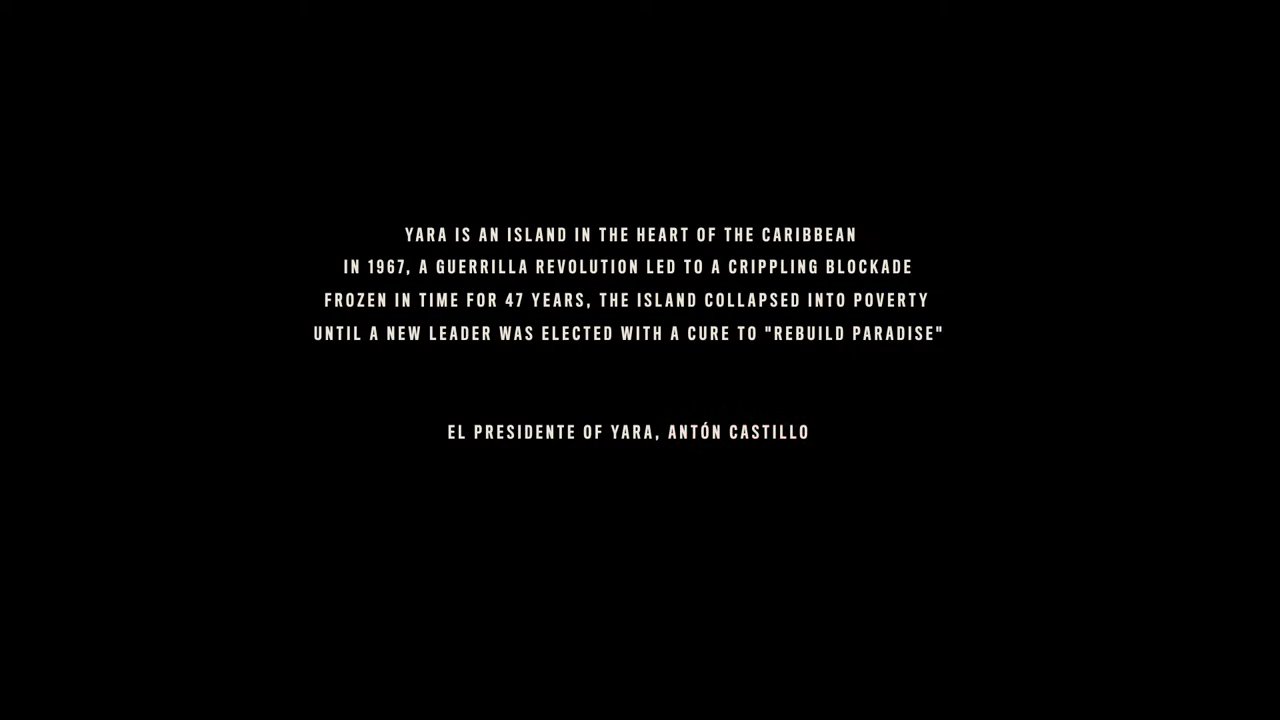 YARA IS AN ISLAND IN THE HEART OF THE CARIBBEAN
IN 1967, A GUERRILLA REVOLUTION LED TO A CRIPPLING BLOCKADE
FROZEN IN TIME FOR 47 YEARS, THE ISLAND COLLAPSED INTO POVERTY
UNTIL A NEW LEADER WAS ELECTED WITH A CURE TO "REBUILD PARADISE"
EL PRESIDENTE OF YARA, ANTÓN CASTILLO